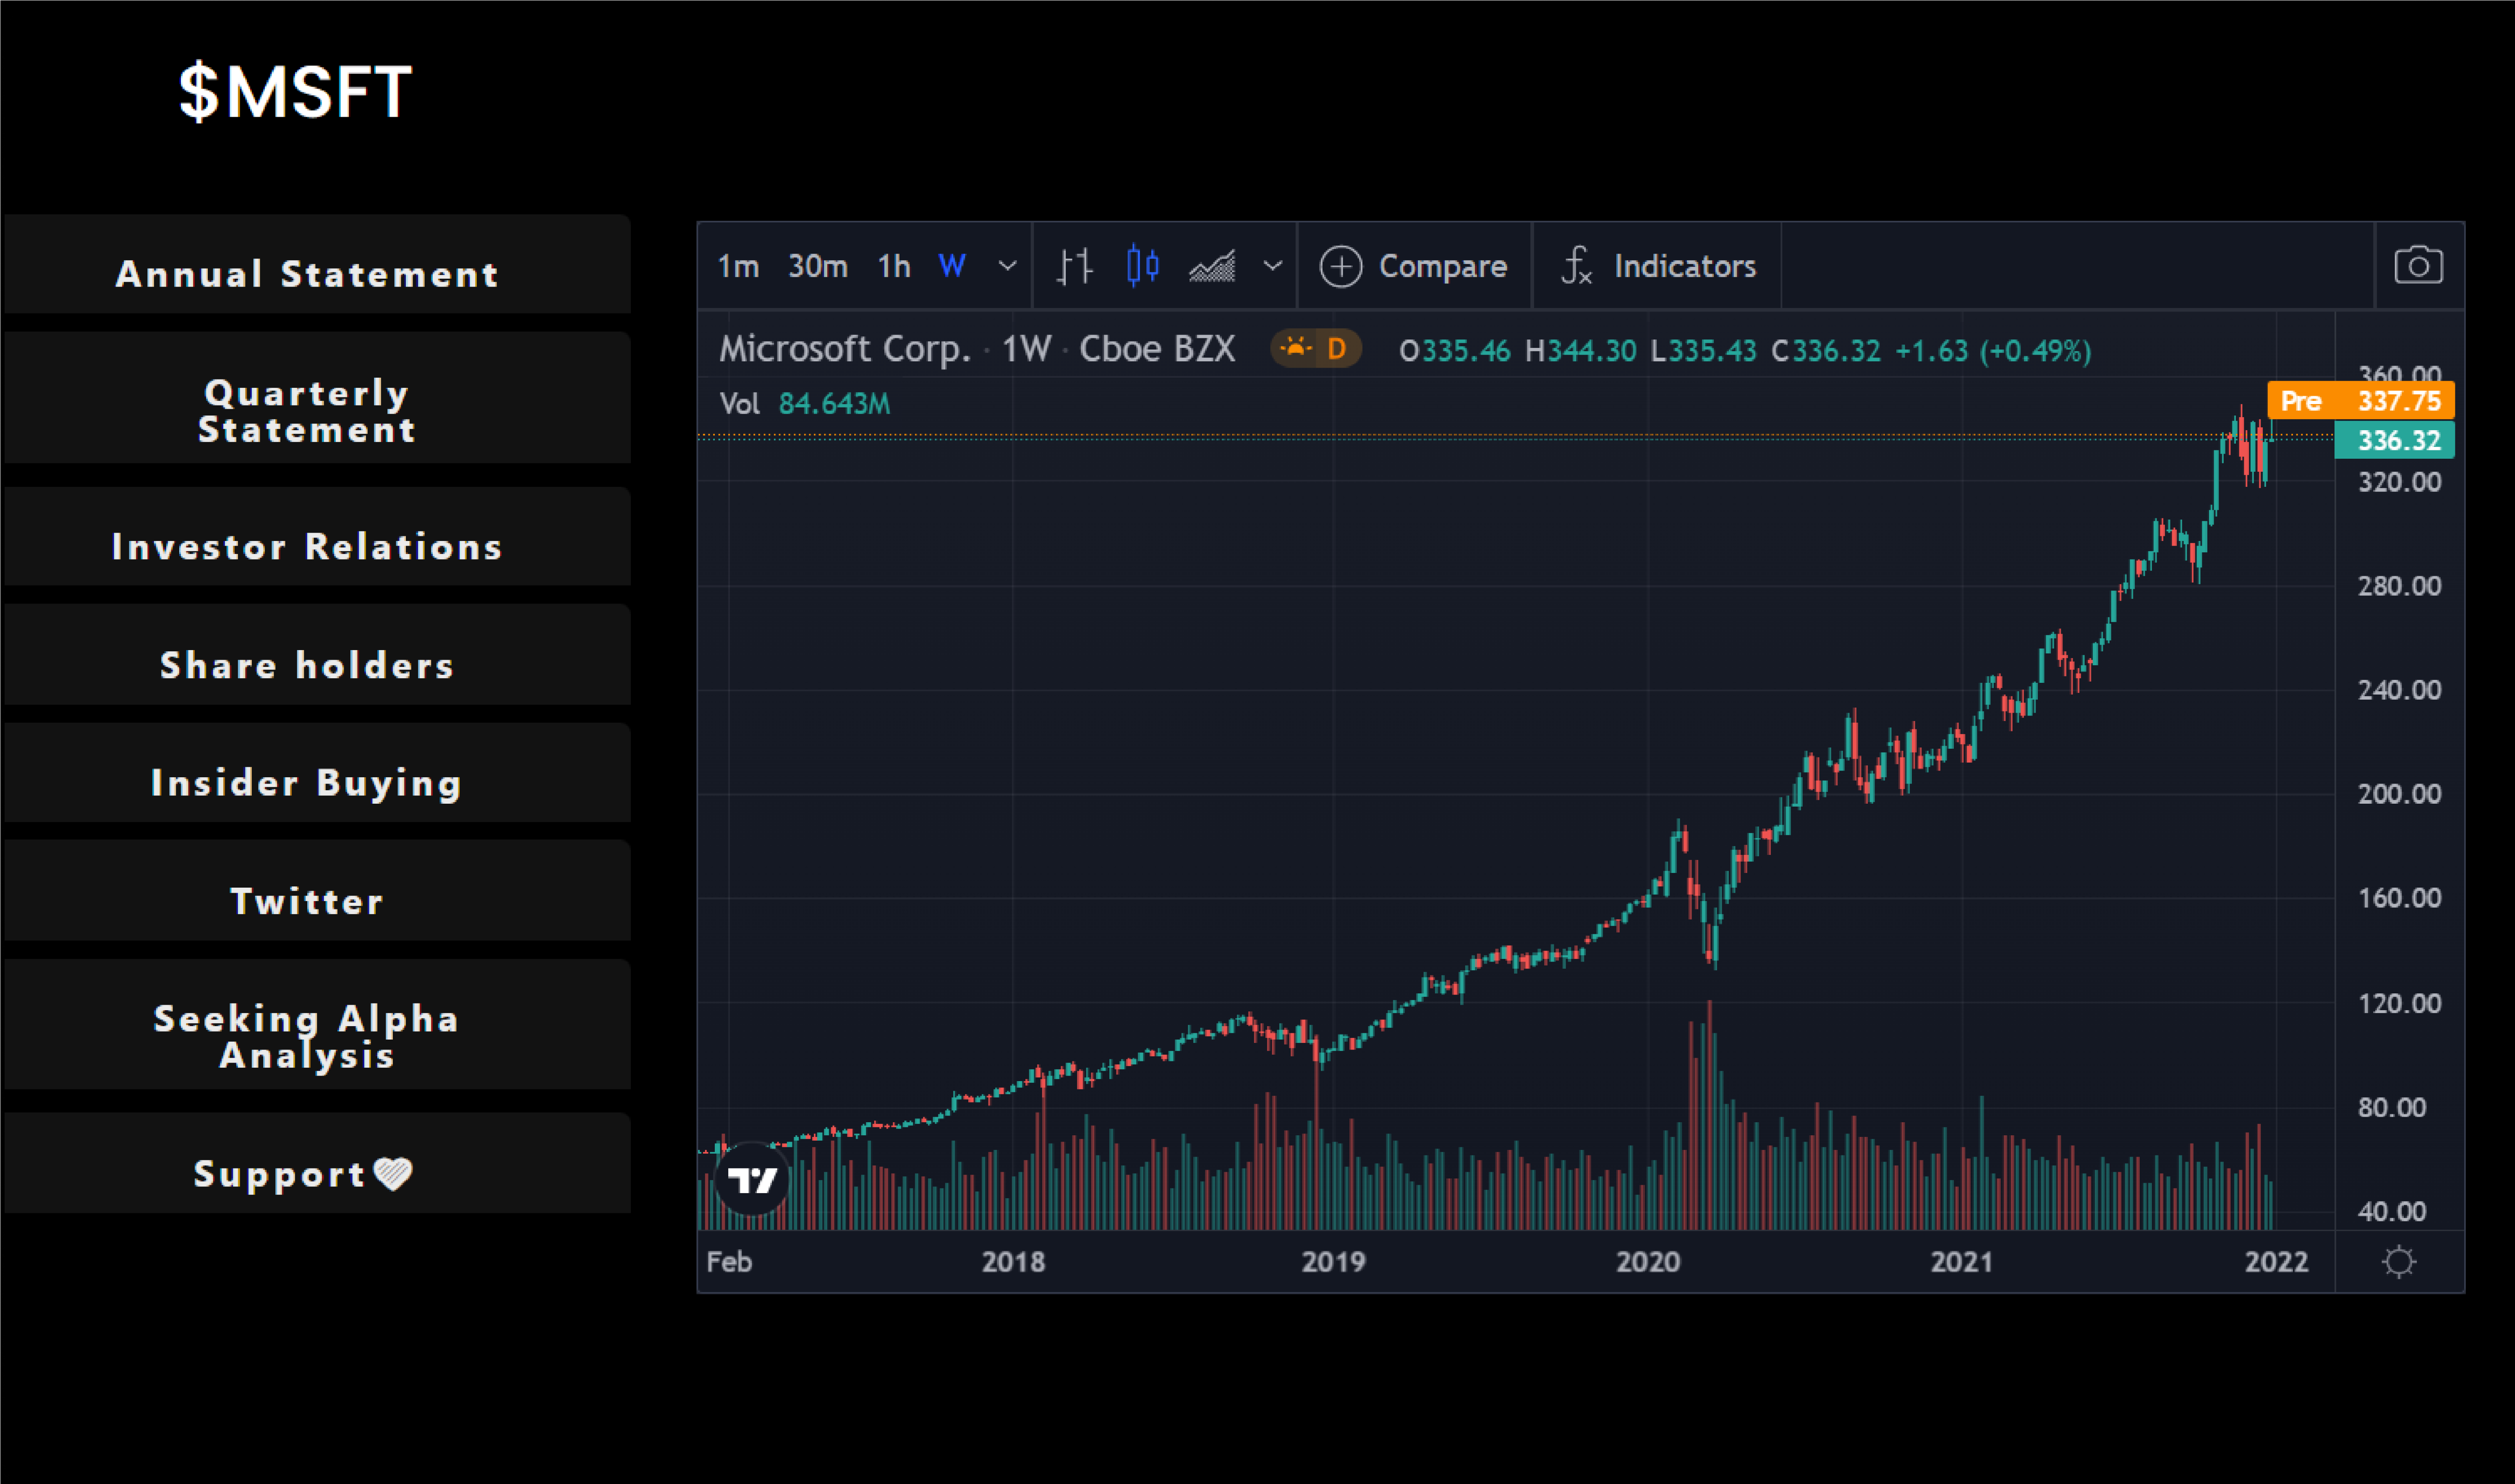 $MSFT
Annual Statement
Quarterly
Statement
Investor Relations
Share holders
Insider Buying
Twitter
Seeking Alpha
Analysis
Support
1m 30m 1h W Compare Indicators
Microsoft Corp. · 1W · Cboe BZX D O335.46 H344.30 L335.43 C336.32 +1.63 (+0.49%)
Vol 84.643M
360.00
Pre 337.75
336.32
320.00
280.00
240.00
200.00
160.00
120.00
80.00
40.00
Feb 2018 2019 2020 2021 2022